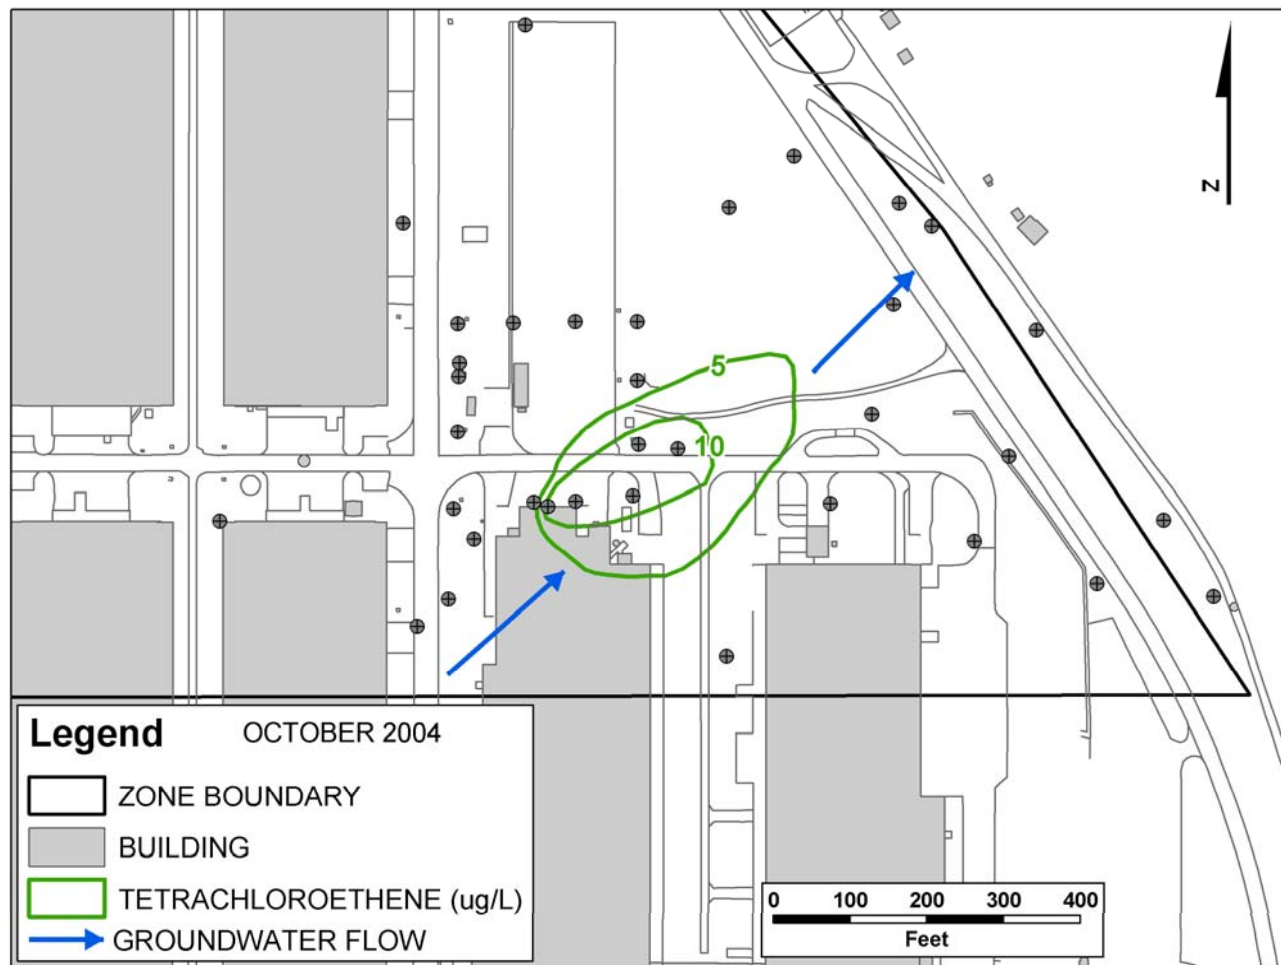 N
5
10
Legend OCTOBER 2004
ZONE BOUNDARY
BUILDING
TETRACHLOROETHENE (ug/L)
GROUNDWATER FLOW
0 100 200 300 400
Feet